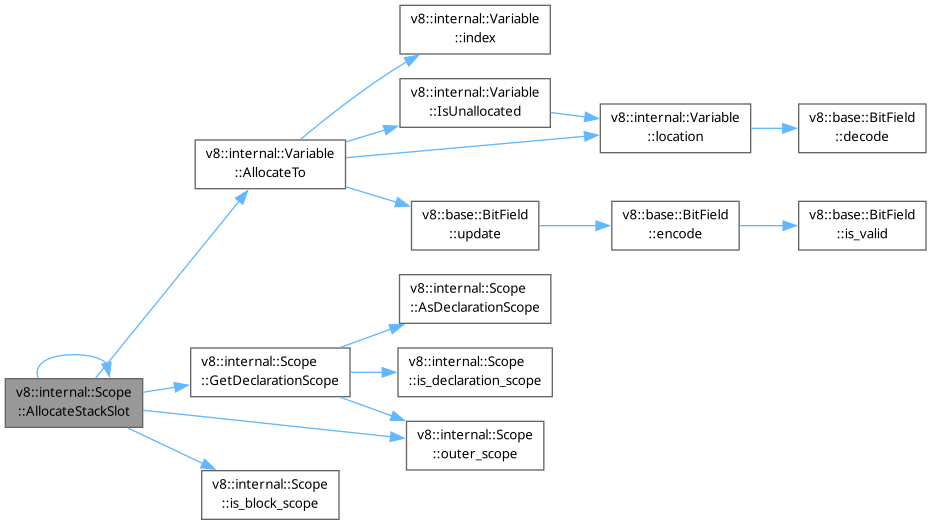 v8::internal::Variable
::index
v8::internal::Variable
::IsUnallocated
v8::internal::Variable
::location
v8::base::BitField
::decode
v8::internal::Variable
::AllocateTo
v8::base::BitField
::update
v8::base::BitField
::encode
v8::base::BitField
::is_valid
v8::internal::Scope
::AsDeclarationScope
v8::internal::Scope
::GetDeclarationScope
v8::internal::Scope
::is_declaration_scope
v8::internal::Scope
::AllocateStackSlot
v8::internal::Scope
::outer_scope
v8::internal::Scope
::is_block_scope